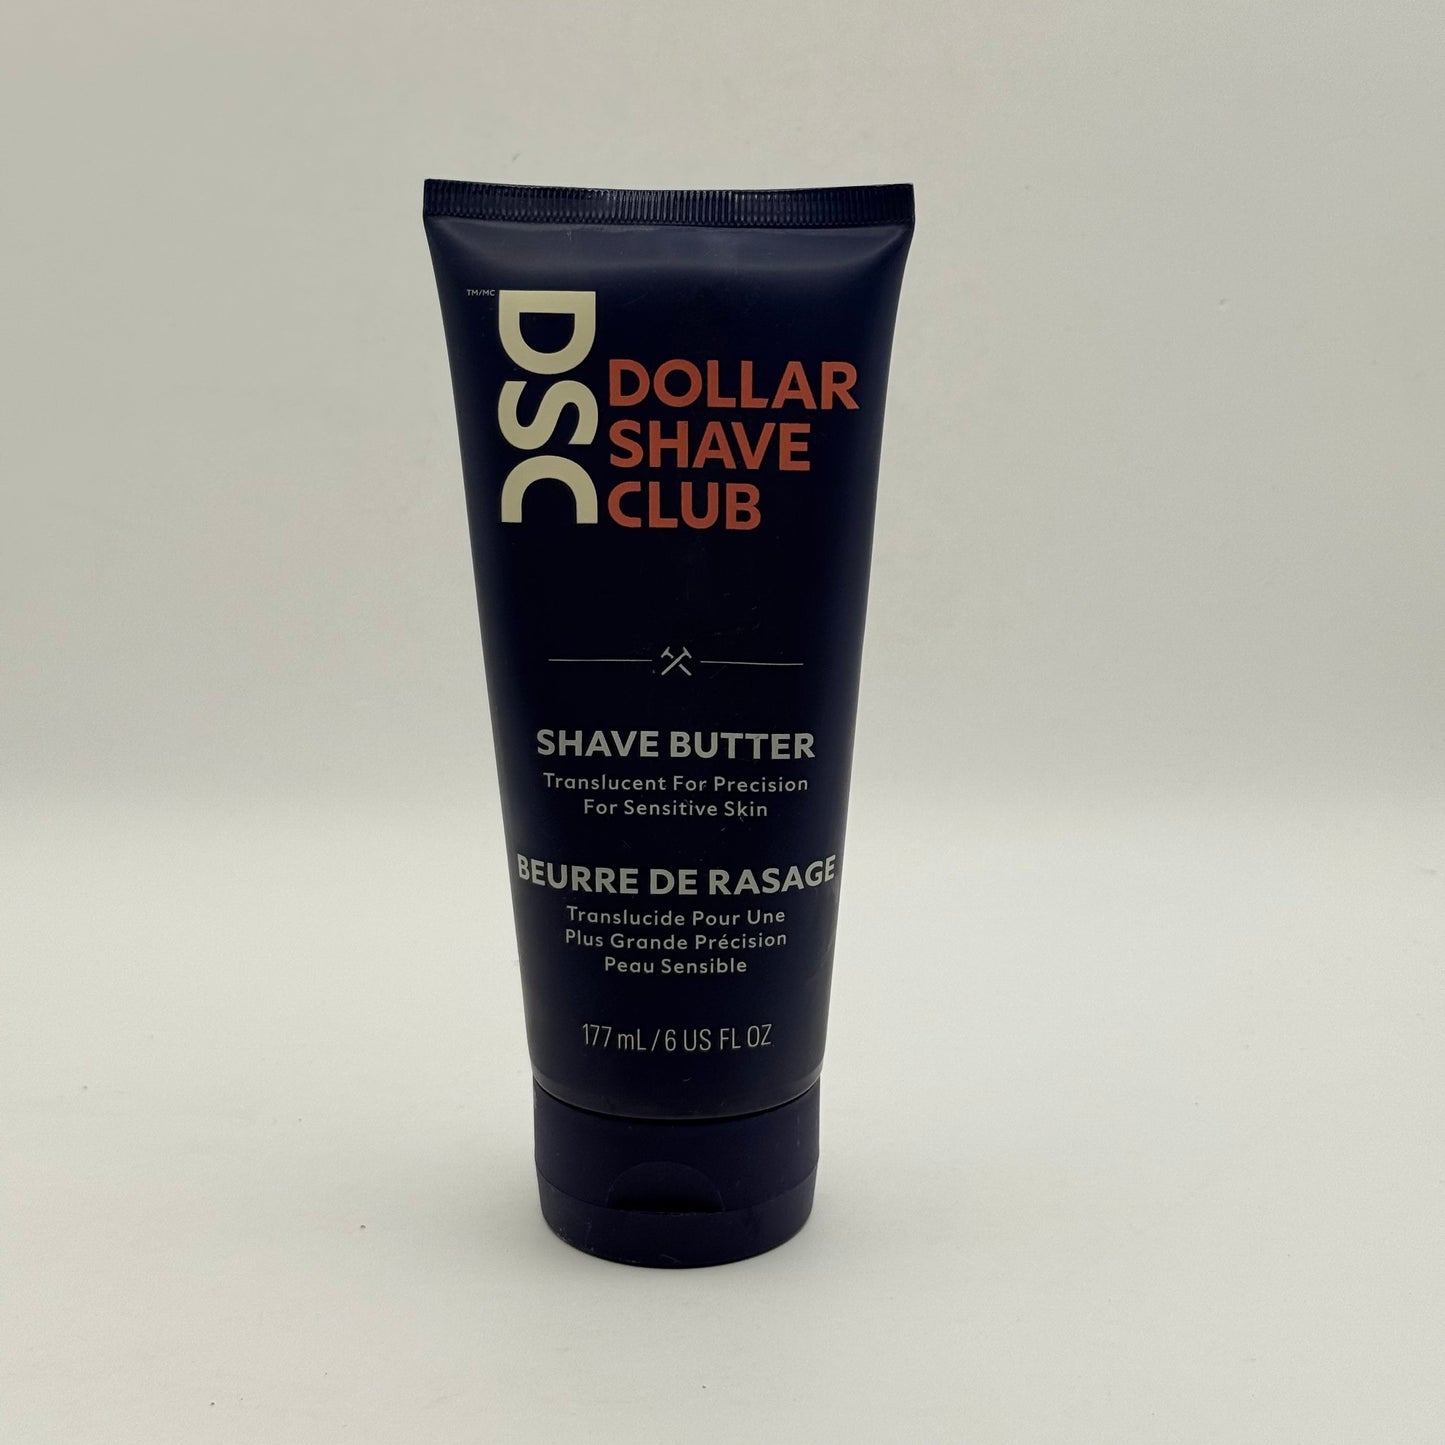 TM/MC
DSC
DOLLAR
SHAVE
CLUB
SHAVE BUTTER
Translucent For Precision
For Sensitive Skin
BEURRE DE RASAGE
Translucide Pour Une
Plus Grande Précision
Peau Sensible
177 mL/6 US FL OZ